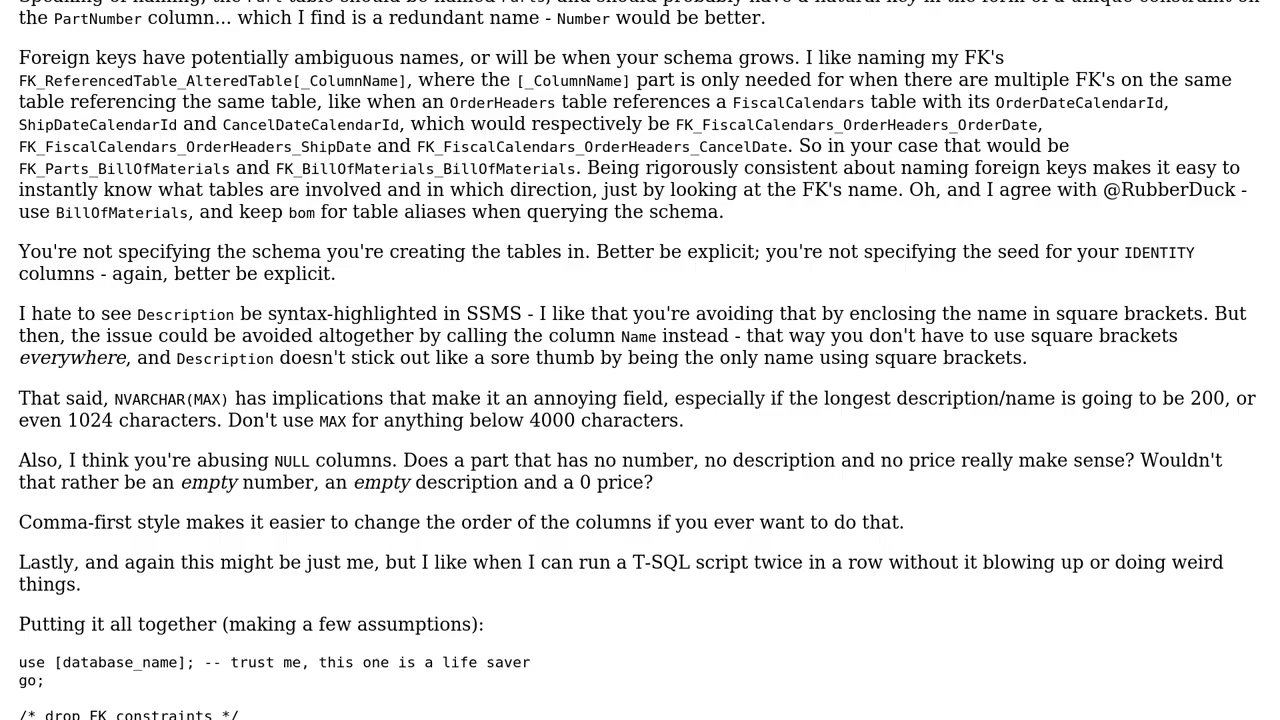 the PartNumber column... which I find is a redundant name - Number would be better.
Foreign keys have potentially ambiguous names, or will be when your schema grows. I like naming my FK's
FK_ReferencedTable_AlteredTable[_ColumnName], where the [_ColumnName] part is only needed for when there are multiple FK's on the same
table referencing the same table, like when an OrderHeaders table references a FiscalCalendars table with its OrderDateCalendarId,
ShipDateCalendarId and CancelDateCalendarId, which would respectively be FK_FiscalCalendars_OrderHeaders_OrderDate,
FK_FiscalCalendars_OrderHeaders_ShipDate and FK_FiscalCalendars_OrderHeaders_CancelDate. So in your case that would be
FK_Parts_BillOfMaterials and FK_BillOfMaterials_BillOfMaterials. Being rigorously consistent about naming foreign keys makes it easy to
instantly know what tables are involved and in which direction, just by looking at the FK's name. Oh, and I agree with @RubberDuck -
use BillOfMaterials, and keep bom for table aliases when querying the schema.
You're not specifying the schema you're creating the tables in. Better be explicit; you're not specifying the seed for your IDENTITY
columns - again, better be explicit.
I hate to see Description be syntax-highlighted in SSMS - I like that you're avoiding that by enclosing the name in square brackets. But
then, the issue could be avoided altogether by calling the column Name instead - that way you don't have to use square brackets
everywhere, and Description doesn't stick out like a sore thumb by being the only name using square brackets.
That said, NVARCHAR(MAX) has implications that make it an annoying field, especially if the longest description/name is going to be 200, or
even 1024 characters. Don't use MAX for anything below 4000 characters.
Also, I think you're abusing NULL columns. Does a part that has no number, no description and no price really make sense? Wouldn't
that rather be an empty number, an empty description and a 0 price?
Comma-first style makes it easier to change the order of the columns if you ever want to do that.
Lastly, and again this might be just me, but I like when I can run a T-SQL script twice in a row without it blowing up or doing weird
things.
Putting it all together (making a few assumptions):
use [database_name]; -- trust me, this one is a life saver
go;
/* drop FK constraints */